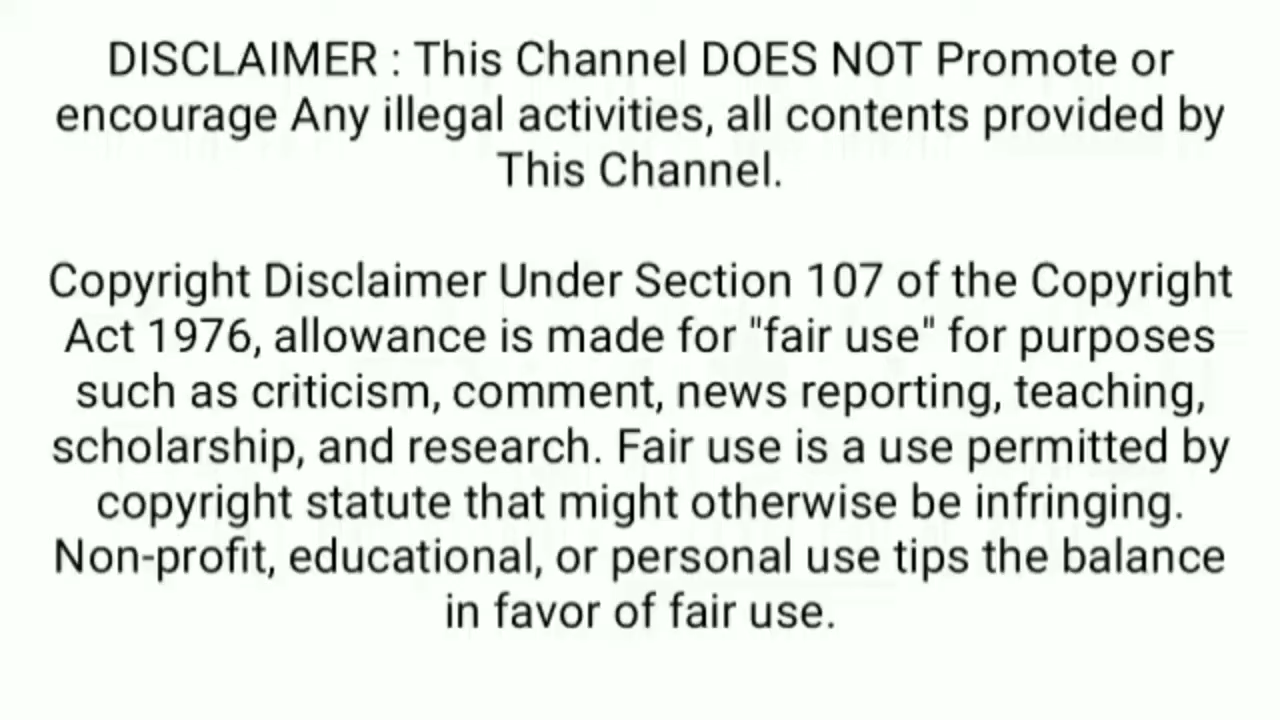 DISCLAIMER : This Channel DOES NOT Promote or
encourage Any illegal activities, all contents provided by
This Channel.
Copyright Disclaimer Under Section 107 of the Copyright
Act 1976, allowance is made for "fair use" for purposes
such as criticism, comment, news reporting, teaching,
scholarship, and research. Fair use is a use permitted by
copyright statute that might otherwise be infringing.
Non-profit, educational, or personal use tips the balance
in favor of fair use.